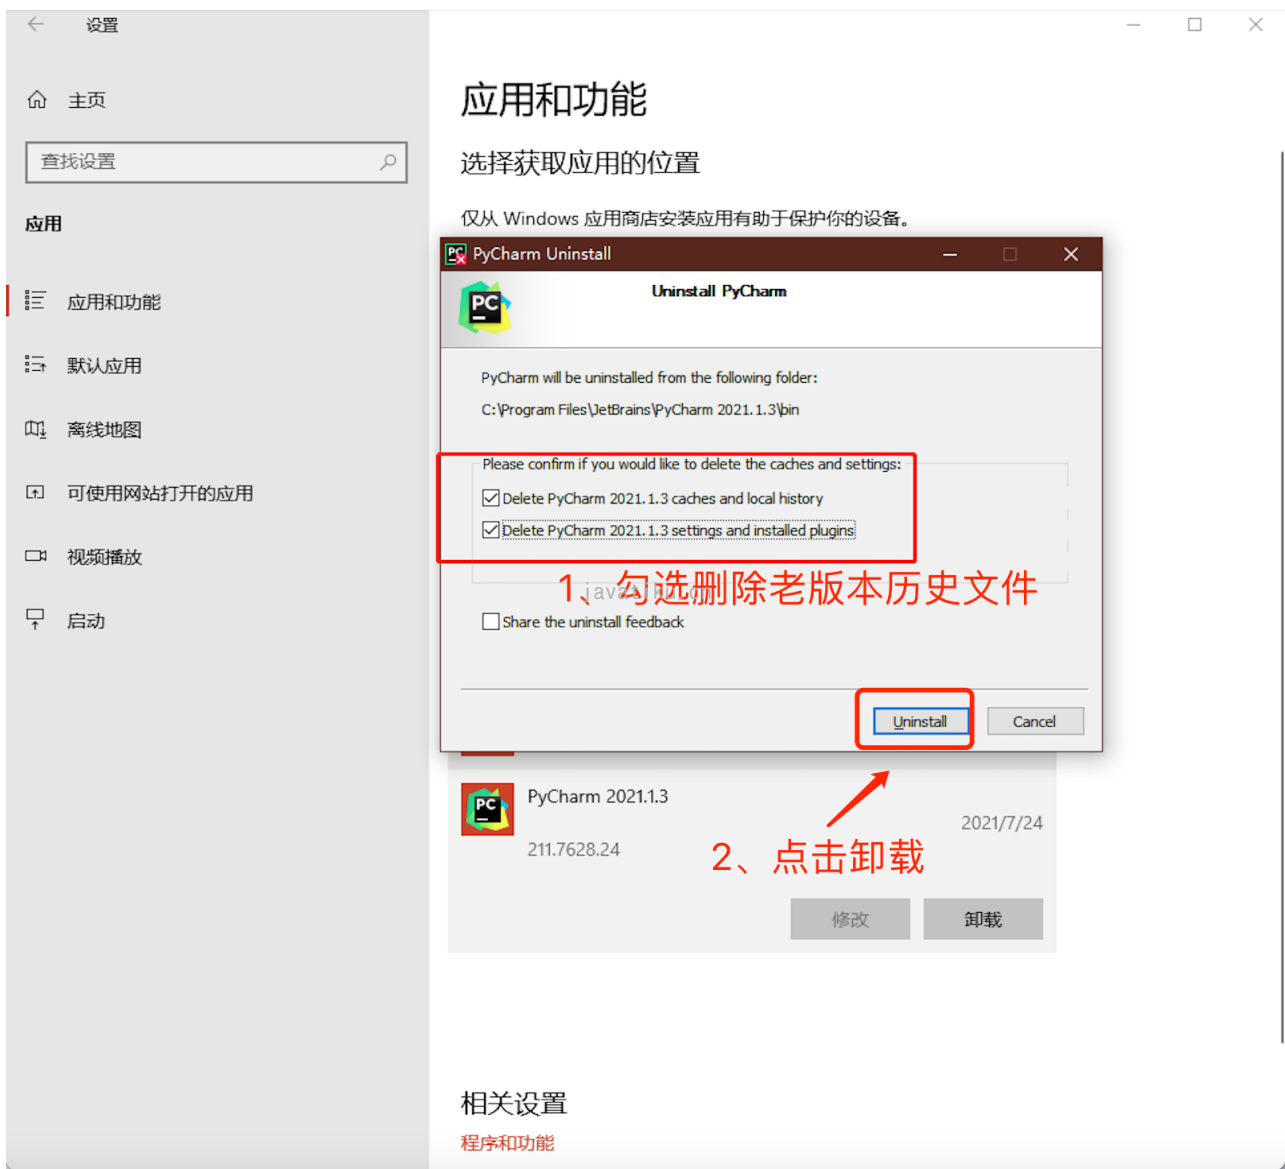 设置
主页
查找设置
应用
应用和功能
默认应用
离线地图
可使用网站打开的应用
视频播放
启动
应用和功能
选择获取应用的位置
仅从 Windows 应用商店安装应用有助于保护你的设备。
PyCharm Uninstall
PC
Uninstall PyCharm
PyCharm will be uninstalled from the following folder:
C:\Program Files\JetBrains\PyCharm 2021.1.3\bin
Please confirm if you would like to delete the caches and settings:
Delete PyCharm 2021.1.3 caches and local history
Delete PyCharm 2021.1.3 settings and installed plugins
1、勾选删除老版本历史文件
javatiku.cn
Share the uninstall feedback
Uninstall
Cancel
PC
PyCharm 2021.1.3
2021/7/24
211.7628.24
2、点击卸载
修改
卸载
相关设置
程序和功能